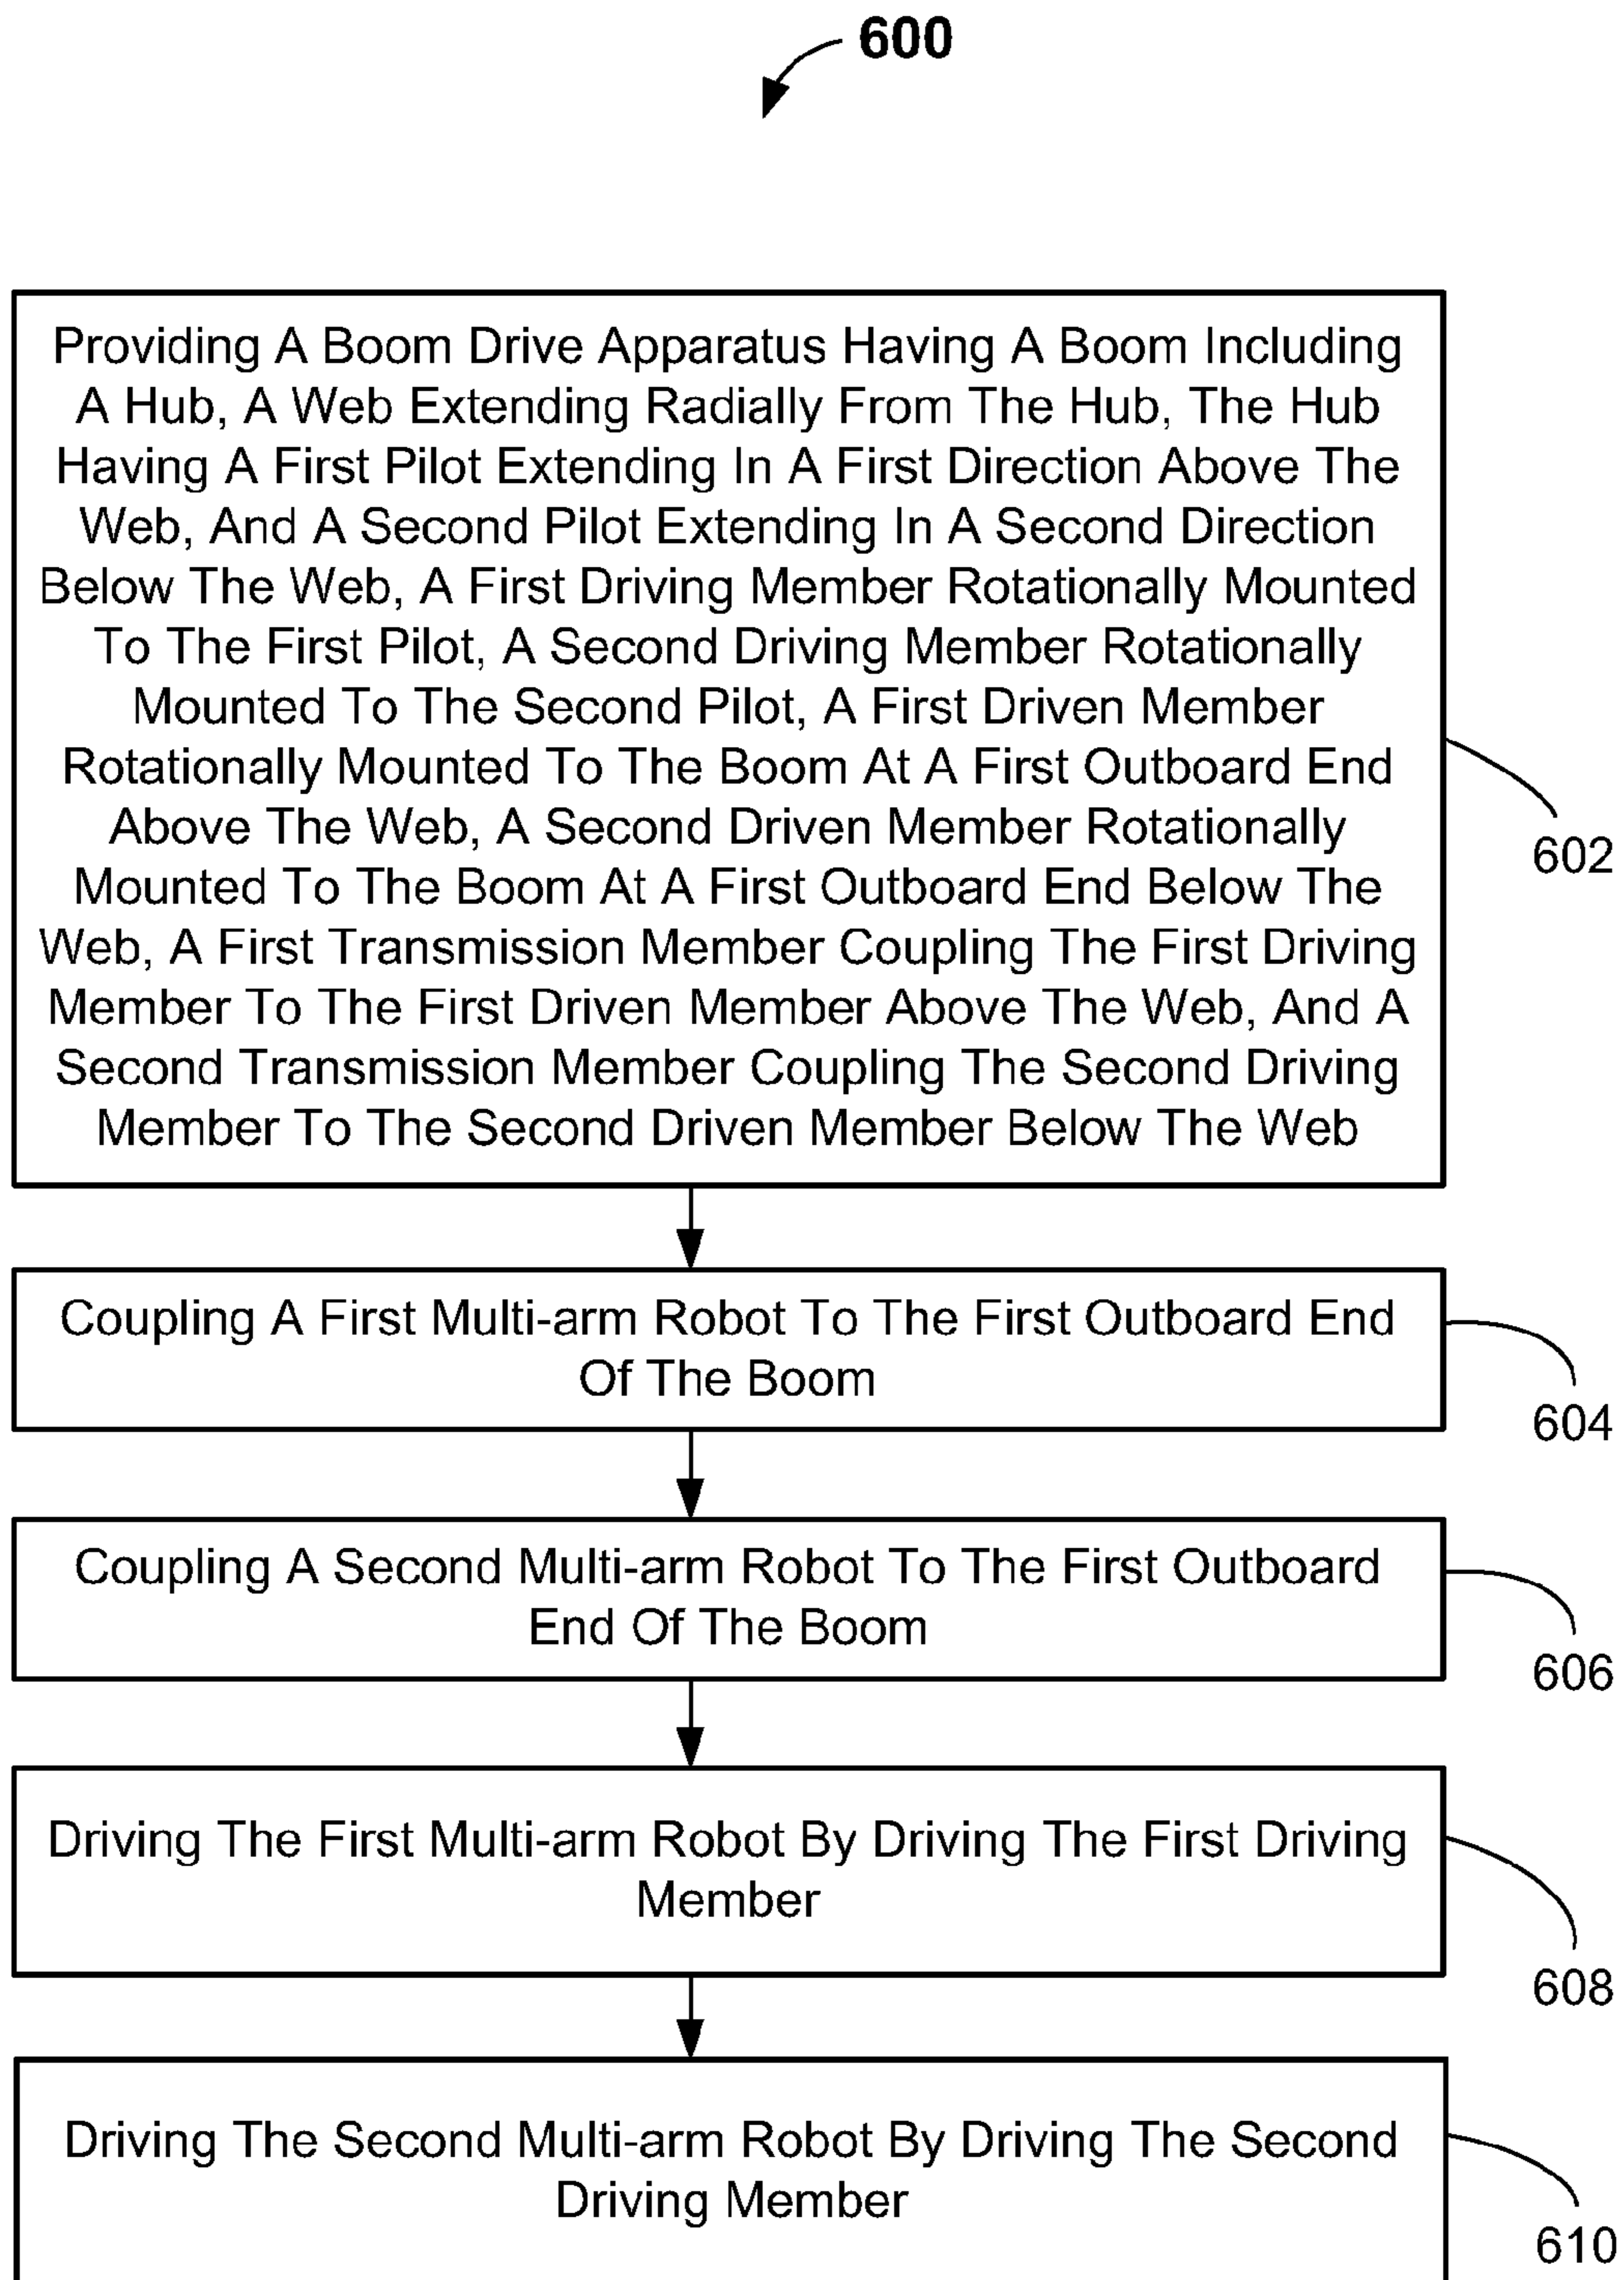 600
Providing A Boom Drive Apparatus Having A Boom Including
A Hub, A Web Extending Radially From The Hub, The Hub
Having A First Pilot Extending In A First Direction Above The
Web, And A Second Pilot Extending In A Second Direction
Below The Web, A First Driving Member Rotationally Mounted
To The First Pilot, A Second Driving Member Rotationally
Mounted To The Second Pilot, A First Driven Member
Rotationally Mounted To The Boom At A First Outboard End
Above The Web, A Second Driven Member Rotationally
Mounted To The Boom At A First Outboard End Below The
Web, A First Transmission Member Coupling The First Driving
Member To The First Driven Member Above The Web, And A
Second Transmission Member Coupling The Second Driving
Member To The Second Driven Member Below The Web
602
Coupling A First Multi-arm Robot To The First Outboard End
Of The Boom
604
Coupling A Second Multi-arm Robot To The First Outboard
End Of The Boom
606
Driving The First Multi-arm Robot By Driving The First Driving
Member
608
Driving The Second Multi-arm Robot By Driving The Second
Driving Member
610